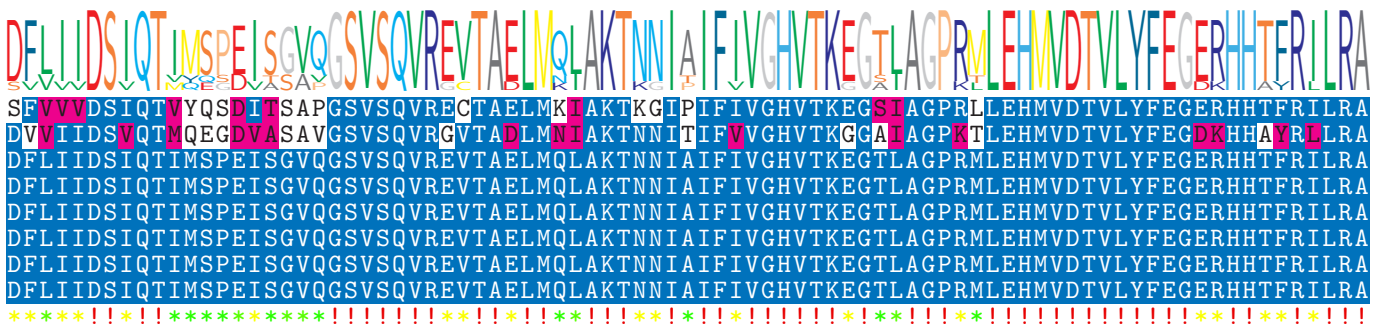 DFLIIDSIQTIMSPEISGVQGSVSQVREVTAELMQLAKTNNIAIFIVGHVTKEGTLAGPRMLEHMVDTVLYFEGERHHTFRILRA
SFVVVDSIQTVYQSDITSAPGSVSQVRECTAELMKIAKTKGIPIFIVGHVTKEGSIAGPRLLEHMVDTVLYFEGERHHTFRILRA
DVVIIDSVQTMQEGDVASAVGSVSQVRGVTADLMNIAKTNNITIFVVGHVTKGGAIAGPKTLEHMVDTVLYFEGDKHHAYRLLRA
DFLIIDSIQTIMSPEISGVQGSVSQVREVTAELMQLAKTNNIAIFIVGHVTKEGTLAGPRMLEHMVDTVLYFEGERHHTFRILRA
DFLIIDSIQTIMSPEISGVQGSVSQVREVTAELMQLAKTNNIAIFIVGHVTKEGTLAGPRMLEHMVDTVLYFEGERHHTFRILRA
DFLIIDSIQTIMSPEISGVQGSVSQVREVTAELMQLAKTNNIAIFIVGHVTKEGTLAGPRMLEHMVDTVLYFEGERHHTFRILRA
DFLIIDSIQTIMSPEISGVQGSVSQVREVTAELMQLAKTNNIAIFIVGHVTKEGTLAGPRMLEHMVDTVLYFEGERHHTFRILRA
DFLIIDSIQTIMSPEISGVQGSVSQVREVTAELMQLAKTNNIAIFIVGHVTKEGTLAGPRMLEHMVDTVLYFEGERHHTFRILRA
DFLIIDSIQTIMSPEISGVQGSVSQVREVTAELMQLAKTNNIAIFIVGHVTKEGTLAGPRMLEHMVDTVLYFEGERHHTFRILRA
*****!!*!!**********!!!!!!!**!!*!!**!!!**!*!!*!!!!!!*!**!!!**!!!!!!!!!!!!!**!!**!*!!!